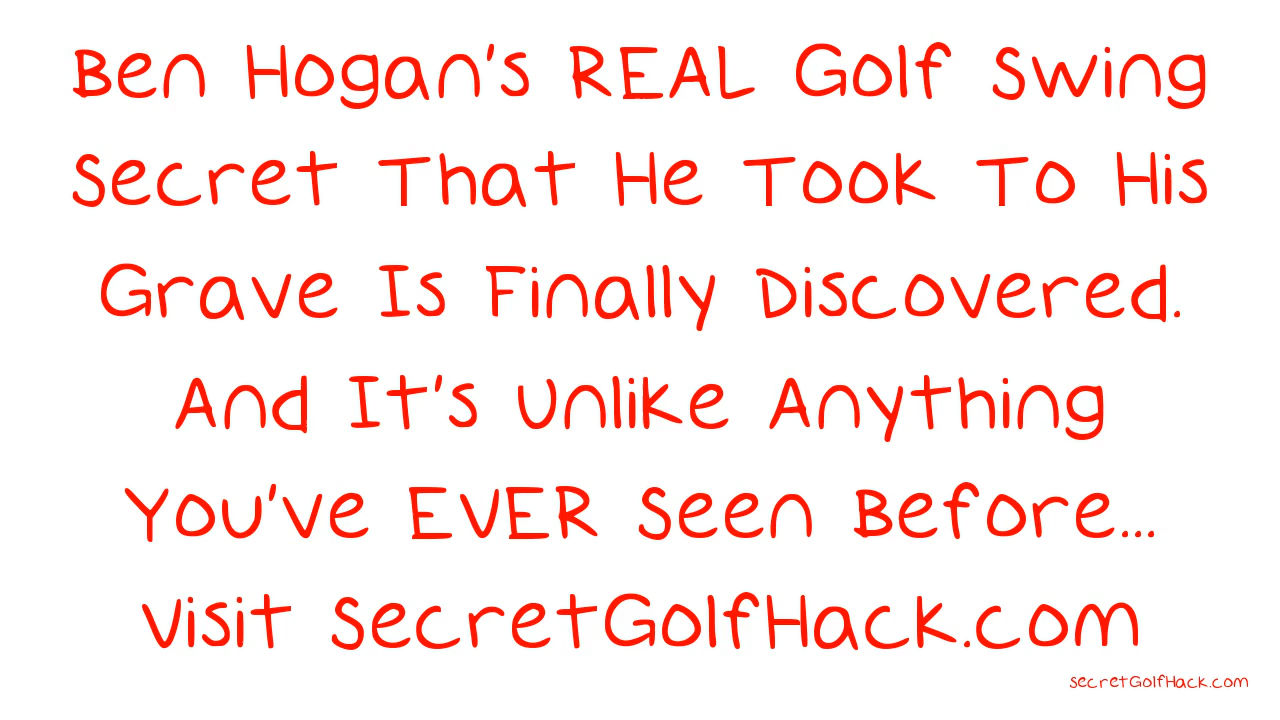 Ben Hogan's REAL Golf Swing
Secret That He Took To His
Grave Is Finally Discovered.
And It's Unlike Anything
You've EVER Seen Before...
Visit SecretGolfHack.com
SecretGolfHack.com